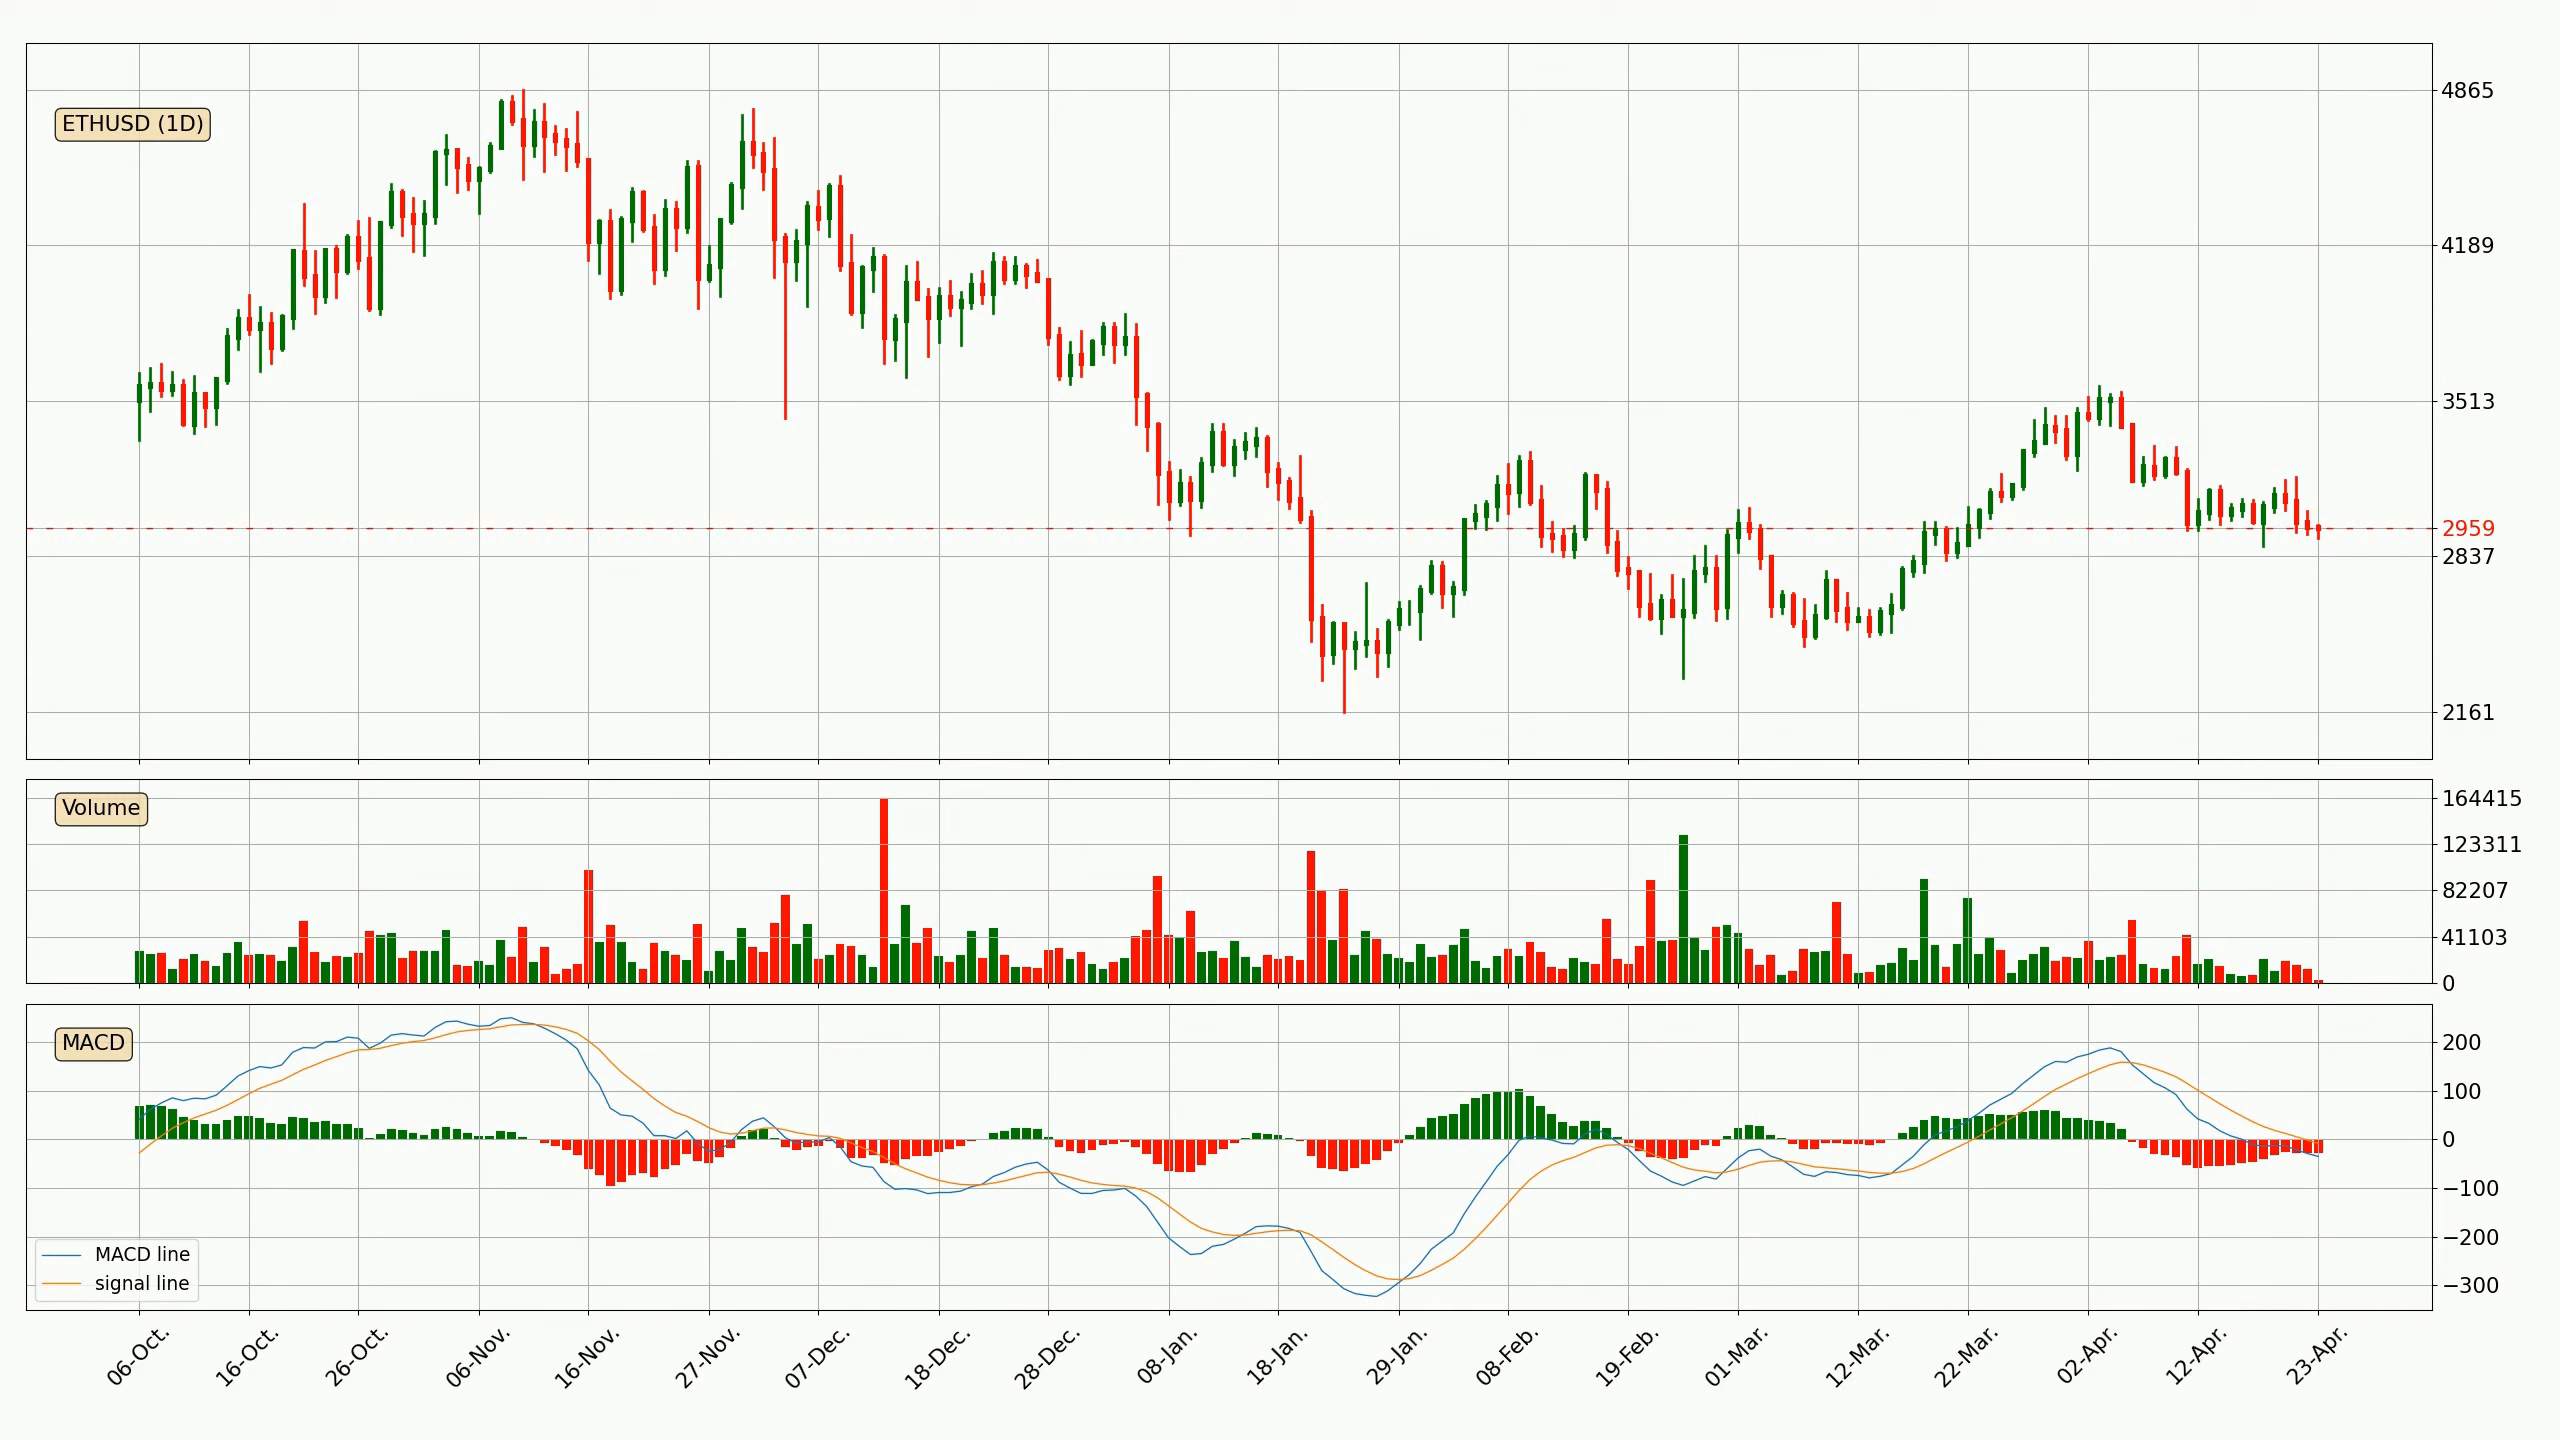 ETHUSD (1D)
4865
4189
3513
2959
2837
2161
Volume
164415
123311
82207
41103
0
MACD
200
100
0
−100
−200
−300
MACD line
signal line
06-Oct.
16-Oct.
26-Oct.
06-Nov.
16-Nov.
27-Nov.
07-Dec.
18-Dec.
28-Dec.
08-Jan.
18-Jan.
29-Jan.
08-Feb.
19-Feb.
01-Mar.
12-Mar.
22-Mar.
02-Apr.
12-Apr.
23-Apr.